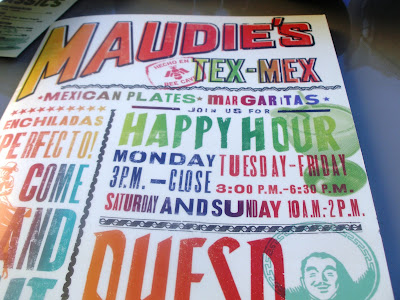 MAUDIE'S
HECHO EN
TEX-MEX
MEXICAN PLATES ★ MARGARITAS ★
JOIN US FOR
HAPPY HOUR
MONDAY
3 P.M. - CLOSE
TUESDAY-FRIDAY
3:00 P.M.-6:30 P.M.
SATURDAY AND SUNDAY 10 A.M.-2 P.M.
ENCHILADAS
PERFECTO!
COME
AND
IT
QUESO